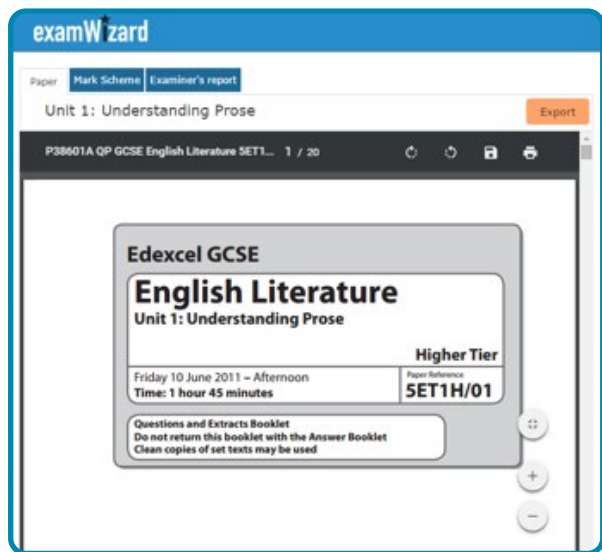 examWizard
Paper Mark Scheme Examiner's report
Unit 1: Understanding Prose Export
P38601A QP GCSE English Literature 5ET1... 1 / 20
Edexcel GCSE
English Literature
Unit 1: Understanding Prose
Higher Tier
Friday 10 June 2011 – Afternoon
Time: 1 hour 45 minutes
Paper Reference
5ET1H/01
Questions and Extracts Booklet
Do not return this booklet with the Answer Booklet
Clean copies of set texts may be used